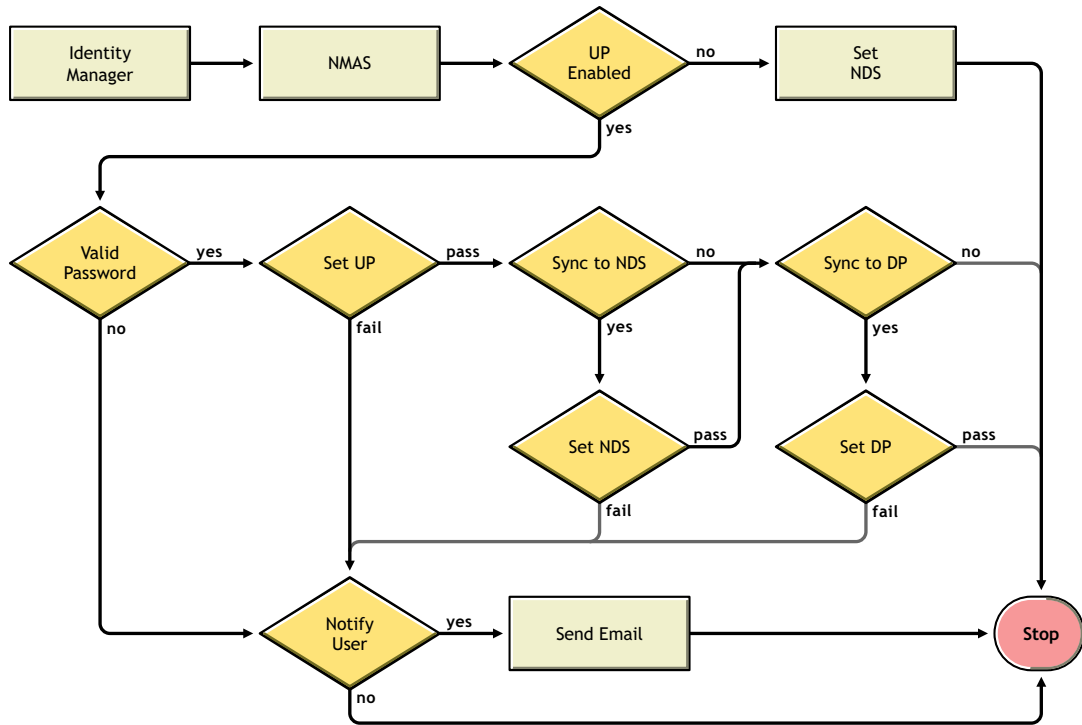 Identity
Manager
NMAS
UP
Enabled
no
Set
NDS
yes
Valid
Password
yes
Set UP
pass
Sync to NDS
no
Sync to DP
no
no
fail
yes
yes
Set NDS
pass
Set DP
pass
fail
fail
Notify
User
yes
Send Email
Stop
no